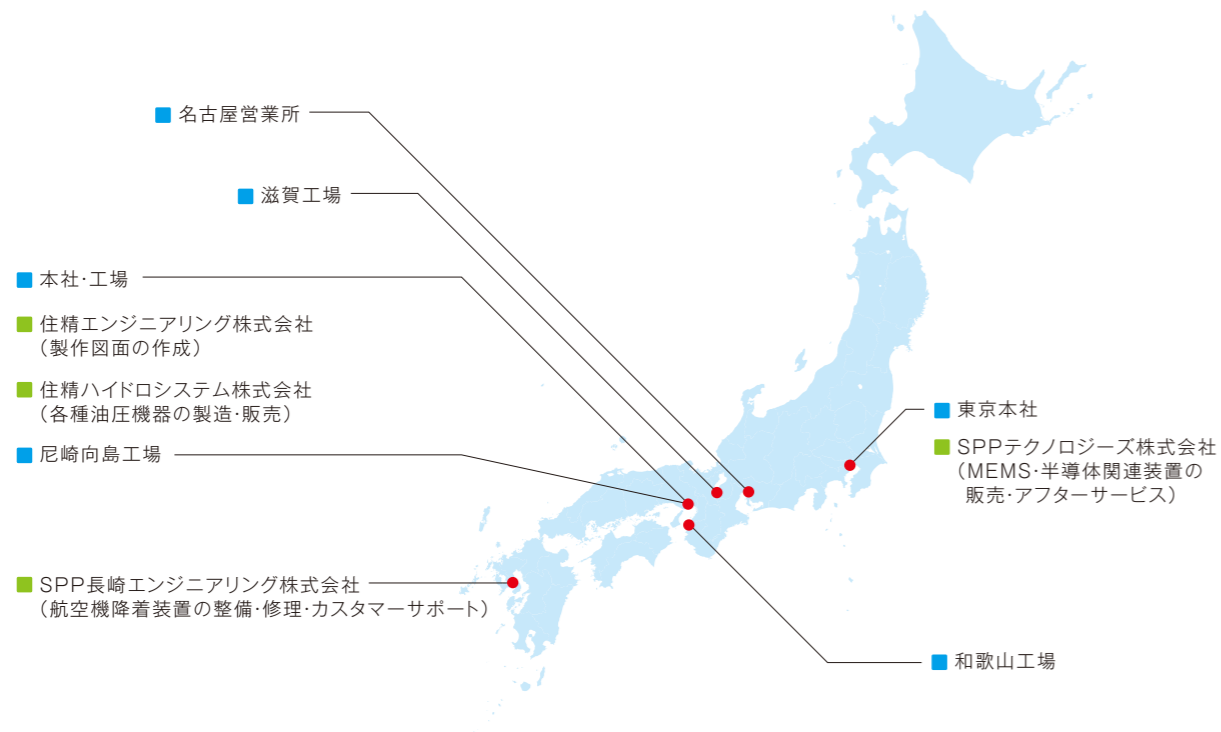 名古屋営業所
滋賀工場
本社・工場
住精エンジニアリング株式会社
（製作図面の作成）
住精ハイドロシステム株式会社
（各種油圧機器の製造・販売）
尼崎向島工場
SPP長崎エンジニアリング株式会社
（航空機降着装置の整備・修理・カスタマーサポート）
東京本社
SPPテクノロジーズ株式会社
（MEMS・半導体関連装置の
販売・アフターサービス）
和歌山工場